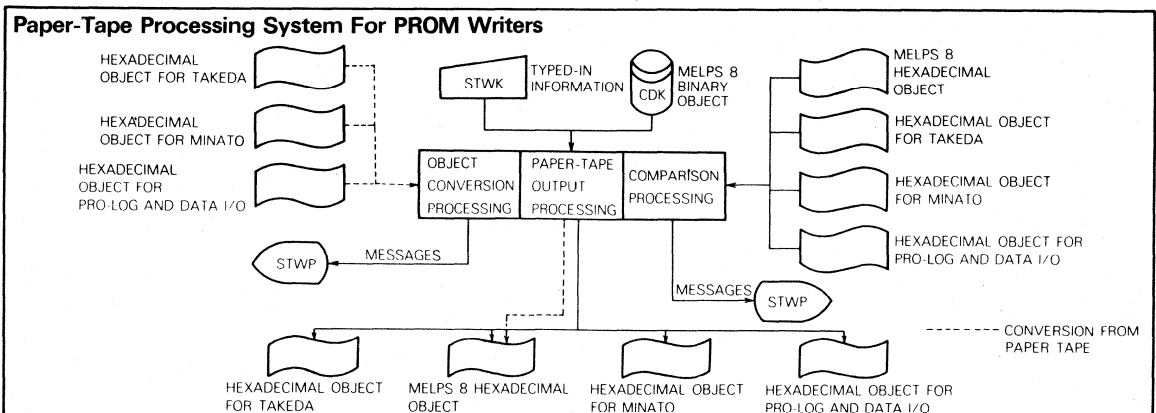 Paper-Tape Processing System For PROM Writers
HEXADECIMAL
OBJECT FOR TAKEDA
HEXADECIMAL
OBJECT FOR MINATO
HEXADECIMAL
OBJECT FOR
PRO-LOG AND DATA I/O
STWK
TYPED-IN
INFORMATION
CDK
MELPS 8
BINARY
OBJECT
MELPS 8
HEXADECIMAL
OBJECT
HEXADECIMAL OBJECT
FOR TAKEDA
HEXADECIMAL OBJECT
FOR MINATO
HEXADECIMAL OBJECT FOR
PRO-LOG AND DATA I/O
OBJECT
CONVERSION
PROCESSING
PAPER-TAPE
OUTPUT
PROCESSING
COMPARISON
PROCESSING
STWP
MESSAGES
MESSAGES
STWP
CONVERSION FROM
PAPER TAPE
HEXADECIMAL OBJECT
FOR TAKEDA
MELPS 8 HEXADECIMAL
OBJECT
HEXADECIMAL OBJECT
FOR MINATO
HEXADECIMAL OBJECT FOR
PRO-LOG AND DATA I/O